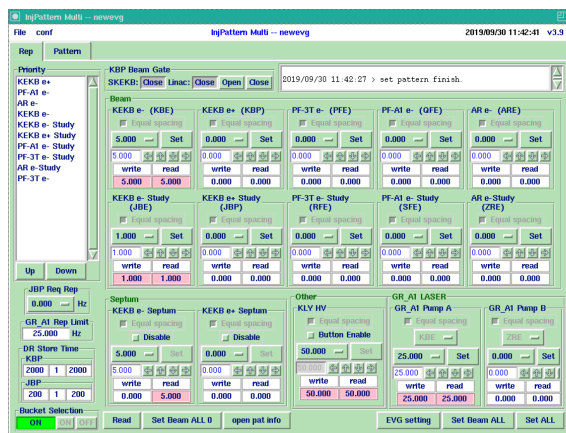 InjPattern Multi -- newevg
File conf InjPattern Multi -- newevg 2019/09/30 11:42:41 v3.9
Rep Pattern
Priority
KEKB e+
PF-A1 e-
AR e-
KEKB e-
KEKB e- Study
KEKB e+ Study
PF-A1 e- Study
PF-3T e- Study
AR e-Study
PF-3T e-
Up Down
JBP Req Rep
0.000 Hz
GR_A1 Rep Limit
25.000 Hz
DR Store Time
KBP
2000 1 2000
JBP
200 1 200
Bucket Selection
ON ON OFF
KBP Beam Gate
SKEKB: Close Linac: Close Open Close
2019/09/30 11:42:27 > set pattern finish.
Beam
KEKB e- (KBE) KEKB e+ (KBP) PF-3T e- (PFE) PF-A1 e- (QFE) AR e- (ARE)
Equal spacing Equal spacing Equal spacing Equal spacing Equal spacing
5.000 Set 0.000 Set 0.000 Set 0.000 Set 0.000 Set
5.000 0.000 0.000 0.000 0.000
write read write read write read write read write read
5.000 5.000 0.000 0.000 0.000 0.000 0.000 0.000 0.000 0.000
KEKB e- Study KEKB e+ Study PF-3T e- Study PF-A1 e- Study AR e-Study
(JBE) (JBP) (RFE) (SFE) (ZRE)
Equal spacing Equal spacing Equal spacing Equal spacing Equal spacing
1.000 Set 0.000 Set 0.000 Set 0.000 Set 0.000 Set
1.000 0.000 0.000 0.000 0.000
write read write read write read write read write read
1.000 1.000 0.000 0.000 0.000 0.000 0.000 0.000 0.000 0.000
Septum
KEKB e- Septum KEKB e+ Septum
Equal spacing Equal spacing
Disable Disable
5.000 Set 0.000 Set
5.000 0.000
write read write read
0.000 5.000 0.000 0.000
Other
KLY HV
Equal spacing
Button Enable
50.000 Set
50.000
write read
50.000 50.000
GR_A1 LASER
GR_A1 Pump A GR_A1 Pump B
Equal spacing Equal spacing
KBE ZRE
25.000 Set 0.000 Set
25.000 0.000
write read write read
25.000 25.000 0.000 0.000
Read Set Beam ALL 0 open pat info EVG setting Set Beam ALL Set ALL